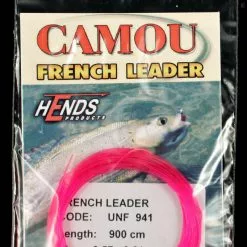 CAMOU
FRENCH LEADER
HENDS
PRODUCTS
RENCH LEADER
ODE: UNF 941
ength: 900 cm